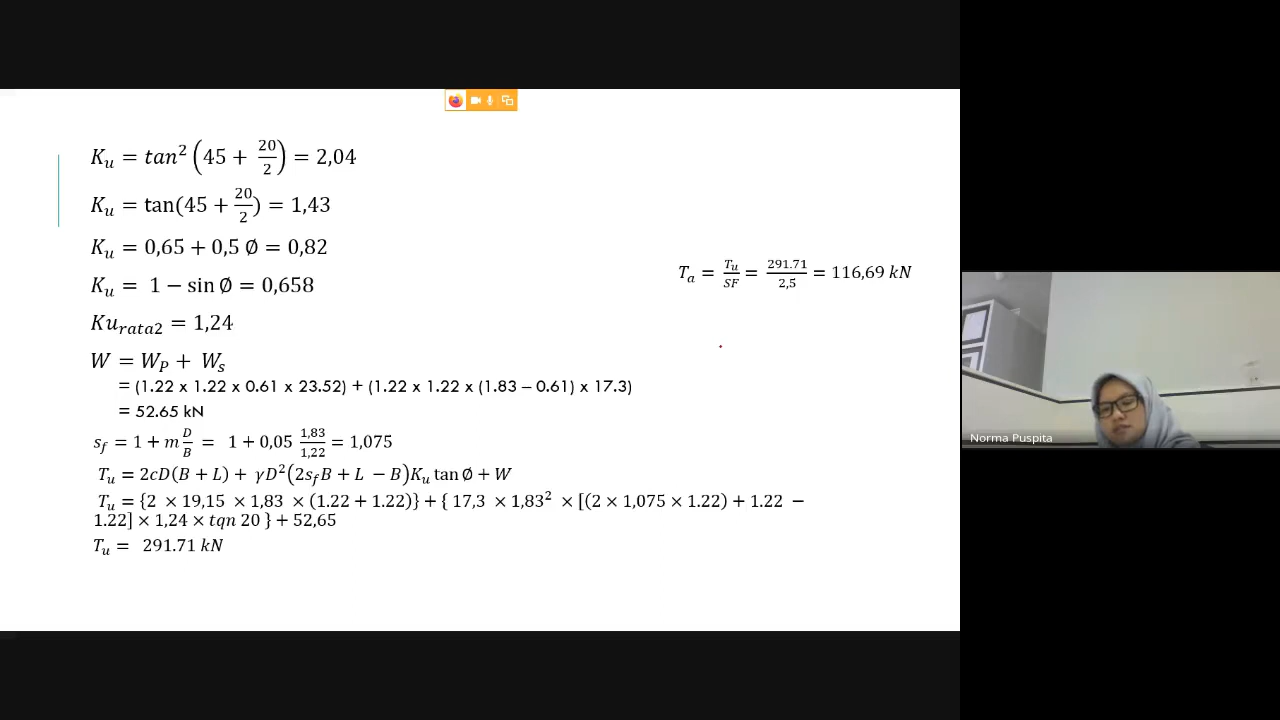 K_u = tan² (45 + 20/2) = 2,04
K_u = tan(45 + 20/2) = 1,43
K_u = 0,65 + 0,5 Ø = 0,82
K_u = 1 − sin Ø = 0,658
Ku_rata2 = 1,24
W = W_P + W_s
= (1.22 x 1.22 x 0.61 x 23.52) + (1.22 x 1.22 x (1.83 – 0.61) x 17.3)
= 52.65 kN
s_f = 1 + m D/B = 1 + 0,05 1,83/1,22 = 1,075
T_u = 2cD(B + L) + γD²(2s_fB + L − B)K_u tan Ø + W
T_u = {2 × 19,15 × 1,83 × (1.22 + 1.22)} + { 17,3 × 1,83² × [(2 × 1,075 × 1.22) + 1.22 −
1.22] × 1,24 × tqn 20 } + 52,65
T_u = 291.71 kN
T_a = T_u/SF = 291.71/2,5 = 116,69 kN
Norma Puspita